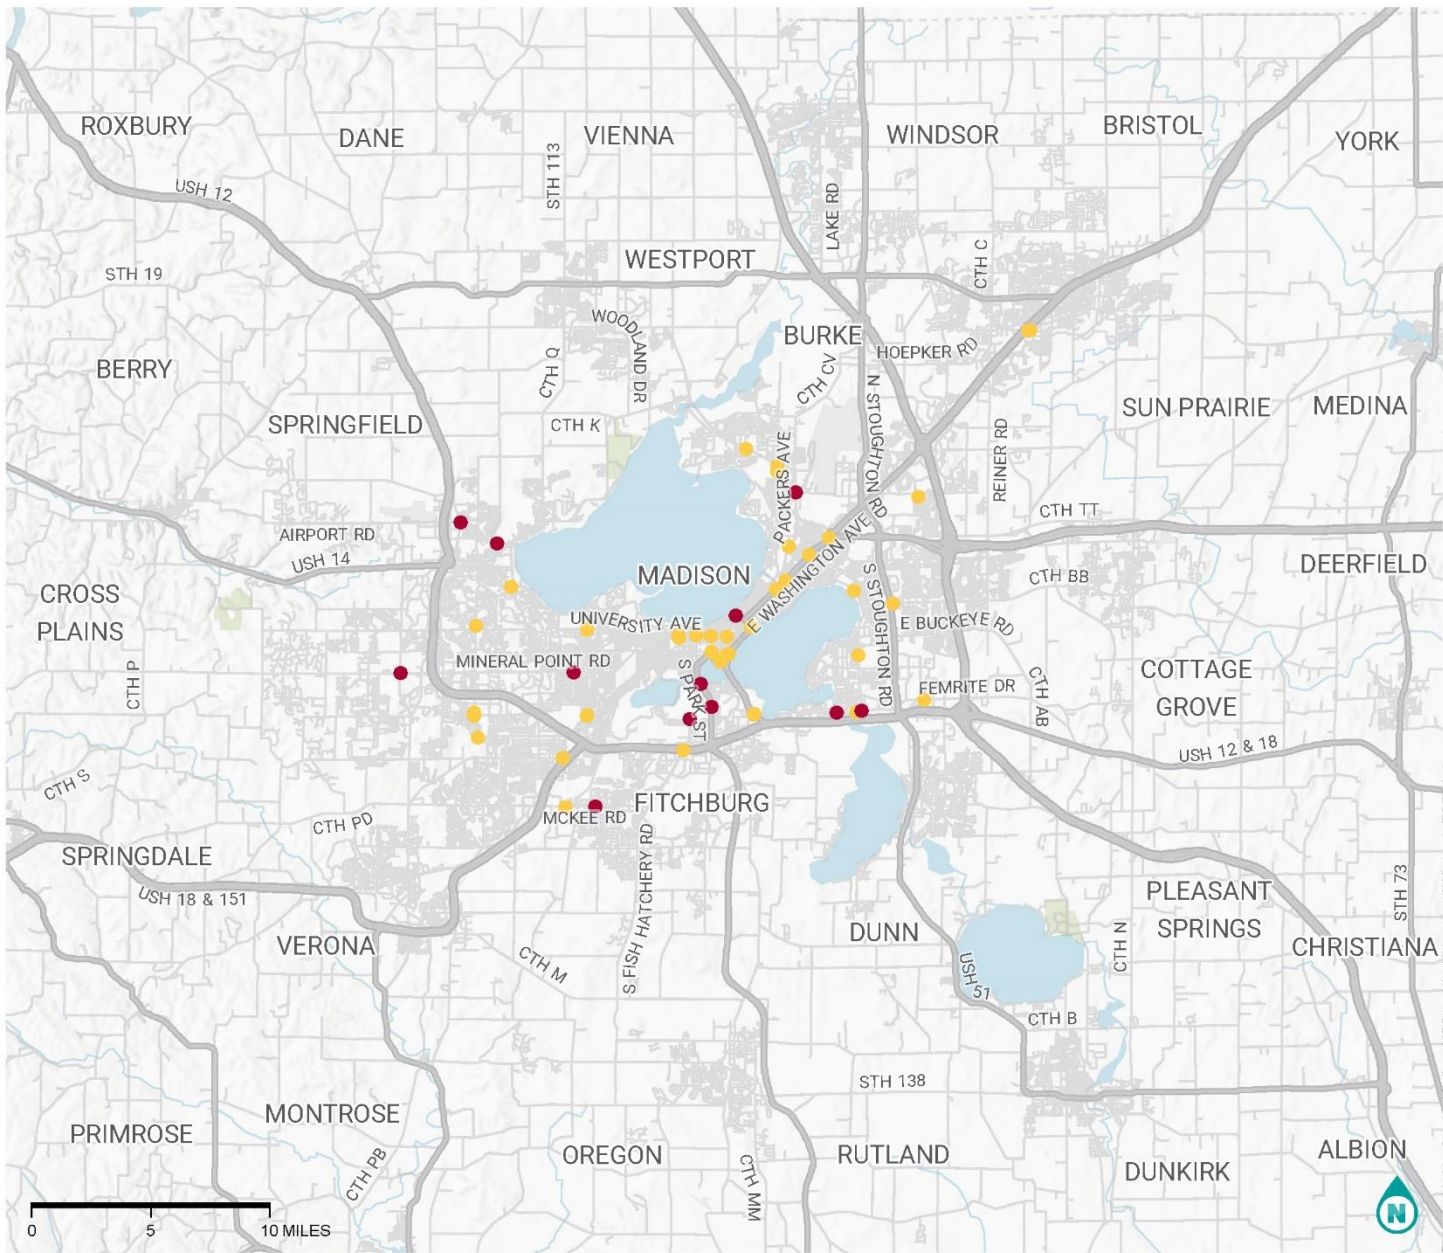 ROXBURY
DANE
VIENNA
WINDSOR
BRISTOL
YORK
STH 113
USH 12
LAKE RD
WESTPORT
CTH C
STH 19
WOODLAND DR
BURKE
HOEPKER RD
BERRY
CTH Q
CTH CV
N STOUGHTON RD
SPRINGFIELD
CTH K
SUN PRAIRIE
MEDINA
PACKERS AVE
REINER RD
CTH TT
AIRPORT RD
USH 14
MADISON
E WASHINGTON AVE
CTH BB
DEERFIELD
CROSS
PLAINS
UNIVERSITY AVE
S STOUGHTON RD
E BUCKEYE RD
MINERAL POINT RD
CTH P
S PARK ST
FEMRITE DR
CTH AB
COTTAGE
GROVE
USH 12 & 18
CTH S
FITCHBURG
MCKEE RD
CTH PD
SPRINGDALE
USH 18 & 151
S FISH HATCHERY RD
PLEASANT
SPRINGS
STH 73
VERONA
DUNN
CTH N
CHRISTIANA
CTH M
USH 51
CTH B
STH 138
MONTROSE
PRIMROSE
CTH PB
OREGON
CTH MM
RUTLAND
DUNKIRK
ALBION
N
0 5 10 MILES